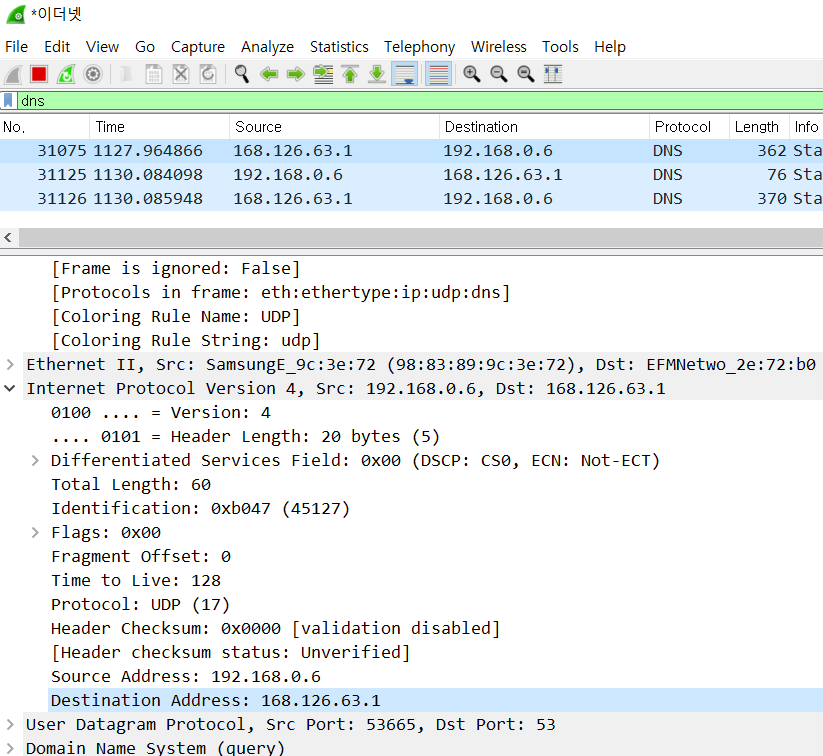 *이더넷
File Edit View Go Capture Analyze Statistics Telephony Wireless Tools Help
dns
No. Time Source Destination Protocol Length Info
31075 1127.964866 168.126.63.1 192.168.0.6 DNS 362 Sta
31125 1130.084098 192.168.0.6 168.126.63.1 DNS 76 Sta
31126 1130.085948 168.126.63.1 192.168.0.6 DNS 370 Sta
[Frame is ignored: False]
[Protocols in frame: eth:ethertype:ip:udp:dns]
[Coloring Rule Name: UDP]
[Coloring Rule String: udp]
Ethernet II, Src: SamsungE_9c:3e:72 (98:83:89:9c:3e:72), Dst: EFMNetwo_2e:72:b0
Internet Protocol Version 4, Src: 192.168.0.6, Dst: 168.126.63.1
0100 .... = Version: 4
.... 0101 = Header Length: 20 bytes (5)
Differentiated Services Field: 0x00 (DSCP: CS0, ECN: Not-ECT)
Total Length: 60
Identification: 0xb047 (45127)
Flags: 0x00
Fragment Offset: 0
Time to Live: 128
Protocol: UDP (17)
Header Checksum: 0x0000 [validation disabled]
[Header checksum status: Unverified]
Source Address: 192.168.0.6
Destination Address: 168.126.63.1
User Datagram Protocol, Src Port: 53665, Dst Port: 53
Domain Name System (query)